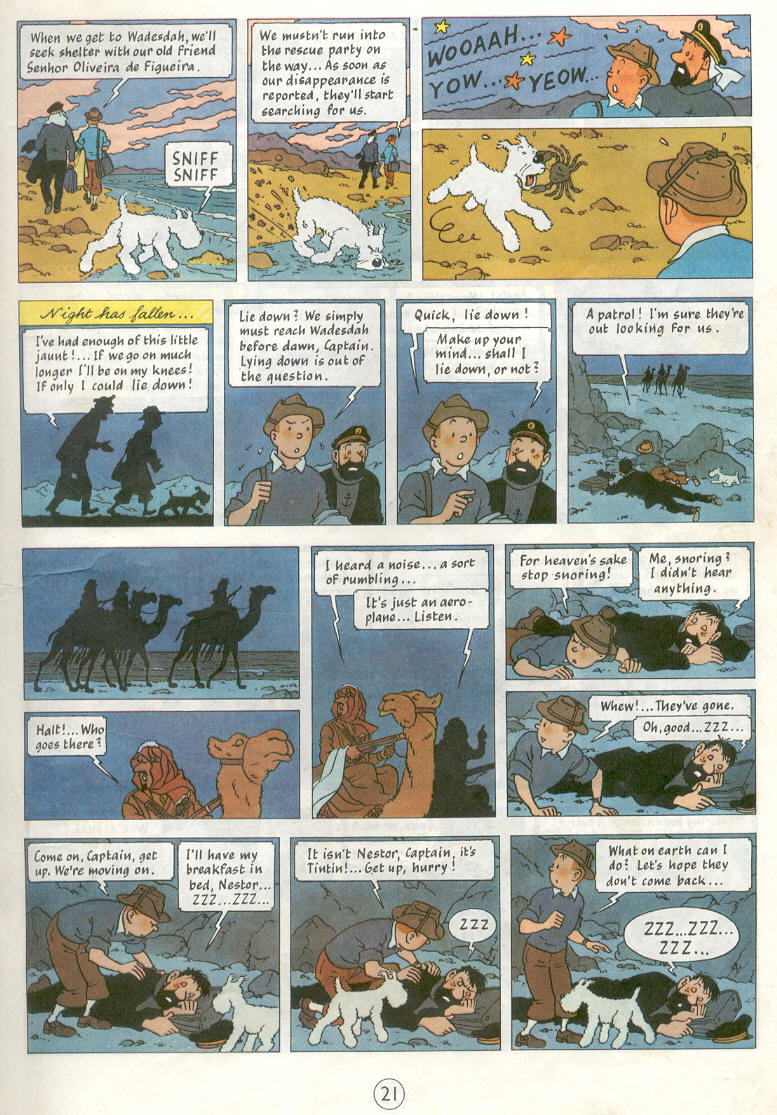 When we get to Wadesdah, we'll
seek shelter with our old friend
Senhor Oliveira de Figueira.
SNIFF
SNIFF
We mustn't run into
the rescue party on
the way... As soon as
our disappearance is
reported, they'll start
searching for us.
WOOAAH...
YOW... YEOW...
Night has fallen...
I've had enough of this little
jaunt!... If we go on much
longer I'll be on my knees!
If only I could lie down!
Lie down? We simply
must reach Wadesdah
before dawn, Captain.
Lying down is out of
the question.
Quick, lie down!
Make up your
mind... shall I
lie down, or not?
A patrol! I'm sure they're
out looking for us.
Halt!... Who
goes there?
I heard a noise... a sort
of rumbling...
It's just an aero-
plane... Listen.
For heaven's sake
stop snoring!
Me, snoring?
I didn't hear
anything.
Whew!... They've gone.
Oh, good...ZZZ...
Come on, Captain, get
up. We're moving on.
I'll have my
breakfast in
bed, Nestor...
ZZZ...ZZZ...
It isn't Nestor, Captain, it's
Tintin!... Get up, hurry!
ZZZ
What on earth can I
do? Let's hope they
don't come back...
ZZZ...ZZZ...
ZZZ...
21